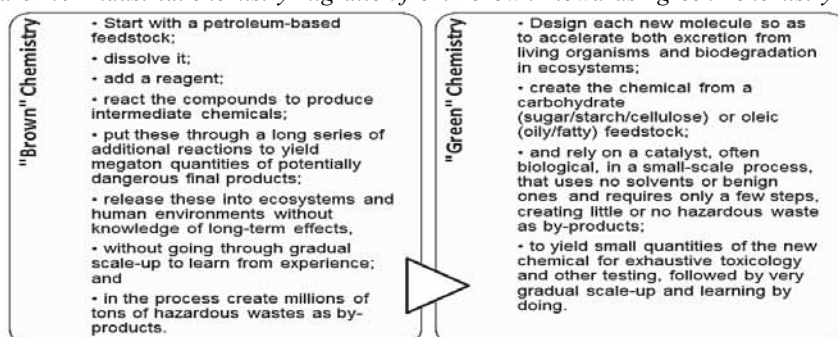 "Brown" Chemistry
• Start with a petroleum-based
feedstock;
• dissolve it;
• add a reagent;
• react the compounds to produce
intermediate chemicals;
• put these through a long series of
additional reactions to yield
megaton quantities of potentially
dangerous final products;
• release these into ecosystems and
human environments without
knowledge of long-term effects,
• without going through gradual
scale-up to learn from experience;
and
• in the process create millions of
tons of hazardous wastes as by-
products.
"Green" Chemistry
• Design each new molecule so as
to accelerate both excretion from
living organisms and biodegradation
in ecosystems;
• create the chemical from a
carbohydrate
(sugar/starch/cellulose) or oleic
(oily/fatty) feedstock;
• and rely on a catalyst, often
biological, in a small-scale process,
that uses no solvents or benign
ones and requires only a few steps,
creating little or no hazardous waste
as by-products;
• to yield small quantities of the new
chemical for exhaustive toxicology
and other testing, followed by very
gradual scale-up and learning by
doing.